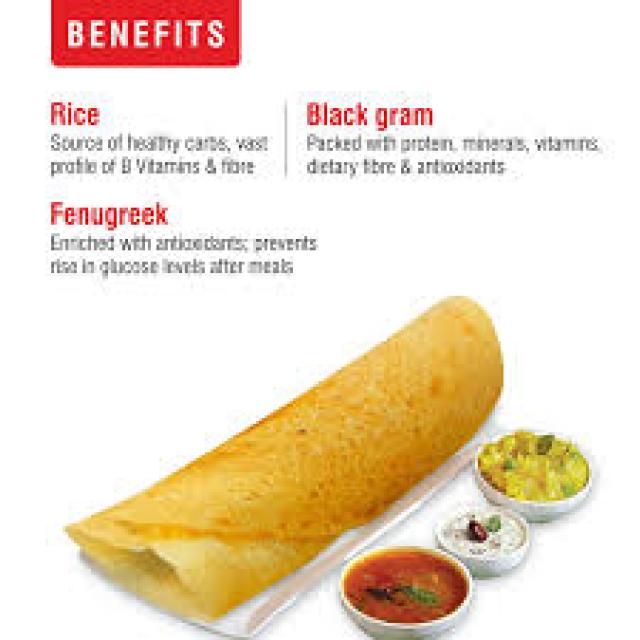 BENEFITS
Rice
Source of healthy carbs, vast
profile of B Vitamins & fibre
Black gram
Packed with protein, minerals, vitamins,
dietary fibre & antioxidants
Fenugreek
Enriched with antioxidants; prevents
rise in glucose levels after meals